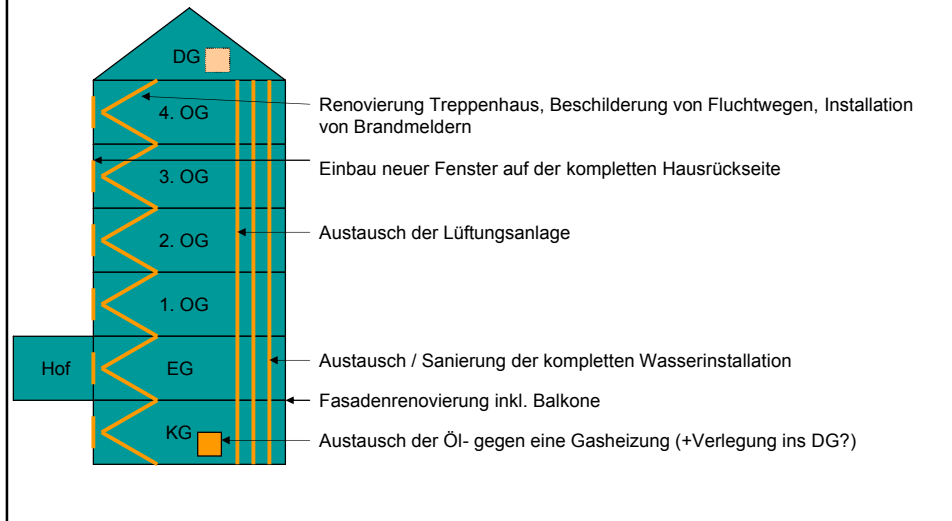 DG
4. OG
Renovierung Treppenhaus, Beschilderung von Fluchtwegen, Installation
von Brandmeldern
3. OG
Einbau neuer Fenster auf der kompletten Hausrückseite
2. OG
Austausch der Lüftungsanlage
1. OG
Hof
EG
Austausch / Sanierung der kompletten Wasserinstallation
Fasadenrenovierung inkl. Balkone
KG
Austausch der Öl- gegen eine Gasheizung (+Verlegung ins DG?)